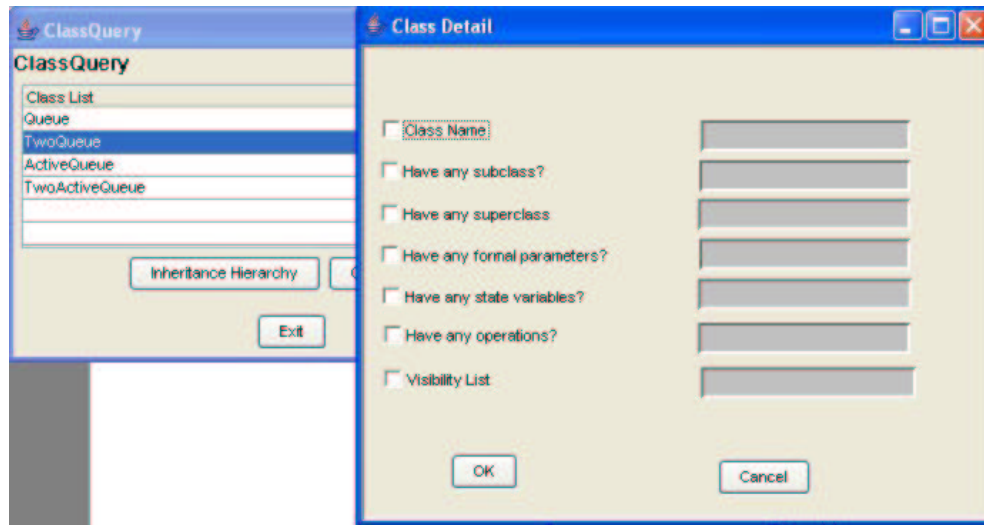 ClassQuery
ClassQuery
Class List
Queue
TwoQueue
ActiveQueue
TwoActiveQueue
Inheritance Hierarchy
Exit
Class Detail
Class Name
Have any subclass?
Have any superclass
Have any formal parameters?
Have any state variables?
Have any operations?
Visibility List
OK
Cancel